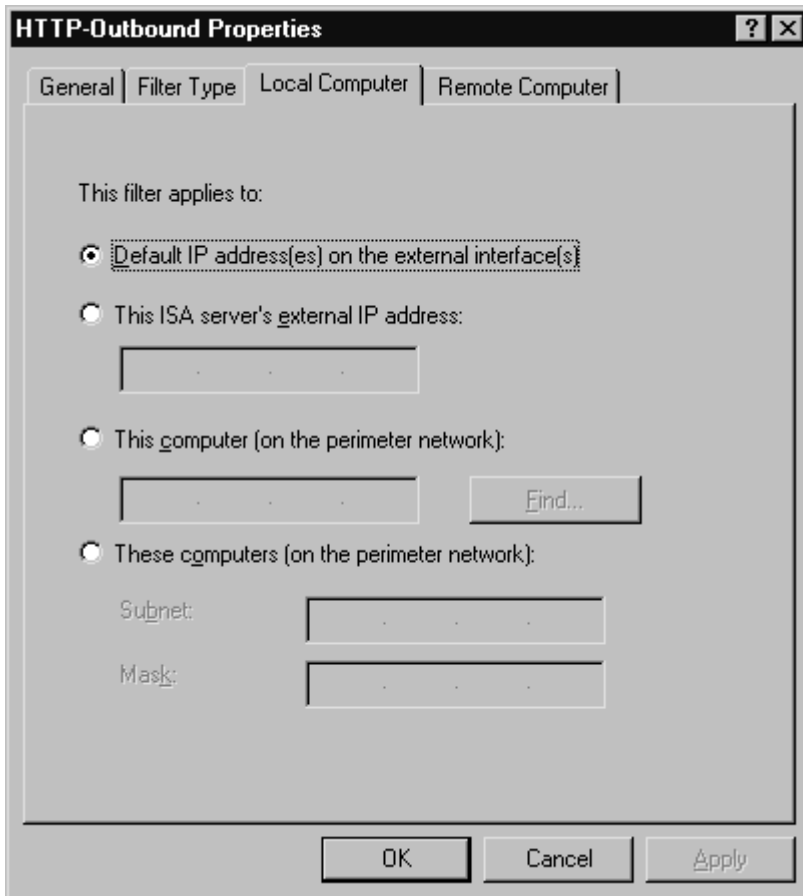 HTTP-Outbound Properties
General Filter Type Local Computer Remote Computer
This filter applies to:
Default IP address(es) on the external interface(s)
This ISA server's external IP address:
This computer (on the perimeter network):
Find...
These computers (on the perimeter network):
Subnet:
Mask:
OK Cancel Apply